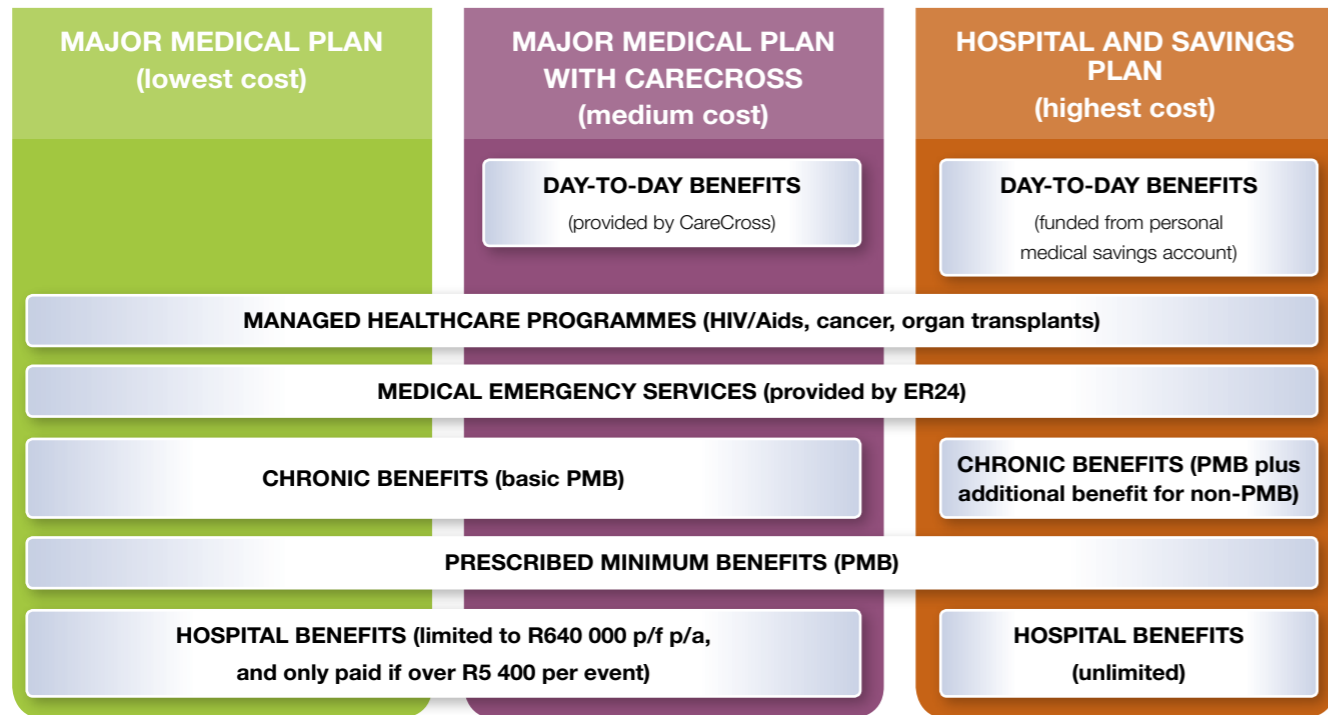 MAJOR MEDICAL PLAN
(lowest cost)
MAJOR MEDICAL PLAN
WITH CARECROSS
(medium cost)
HOSPITAL AND SAVINGS
PLAN
(highest cost)
DAY-TO-DAY BENEFITS
(provided by CareCross)
DAY-TO-DAY BENEFITS
(funded from personal
medical savings account)
MANAGED HEALTHCARE PROGRAMMES (HIV/Aids, cancer, organ transplants)
MEDICAL EMERGENCY SERVICES (provided by ER24)
CHRONIC BENEFITS (basic PMB)
CHRONIC BENEFITS (PMB plus
additional benefit for non-PMB)
PRESCRIBED MINIMUM BENEFITS (PMB)
HOSPITAL BENEFITS (limited to R640 000 p/f p/a,
and only paid if over R5 400 per event)
HOSPITAL BENEFITS
(unlimited)